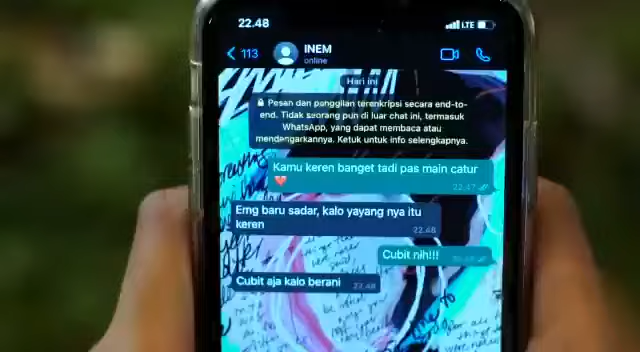 22.48
LTE
113
INEM
online
Hari ini
Pesan dan panggilan terenkripsi secara end-to-
end. Tidak seorang pun di luar chat ini, termasuk
WhatsApp, yang dapat membaca atau
mendengarkannya. Ketuk untuk info selengkapnya.
Kamu keren banget tadi pas main catur
22.47
Emg baru sadar, kalo yayang nya itu
keren
22.48
Cubit nih!!!
Cubit aja kalo berani
22.48